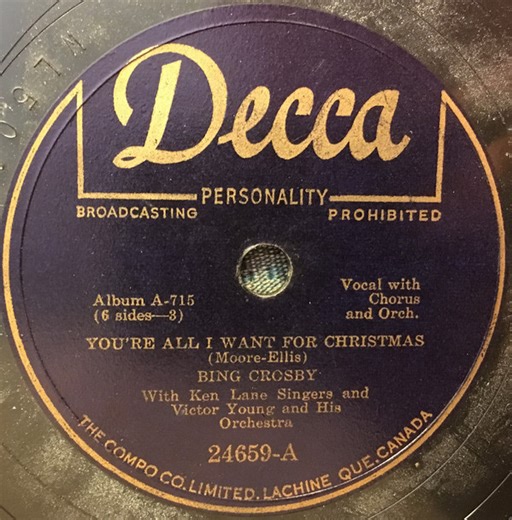 Decca
PERSONALITY
BROADCASTING PROHIBITED
Album A-715
(6 sides—3)
Vocal with
Chorus
and Orch.
YOU'RE ALL I WANT FOR CHRISTMAS
(Moore-Ellis)
BING CROSBY
With Ken Lane Singers and
Victor Young and His
Orchestra
24659-A
THE COMPO CO. LIMITED, LACHINE QUE. CANADA